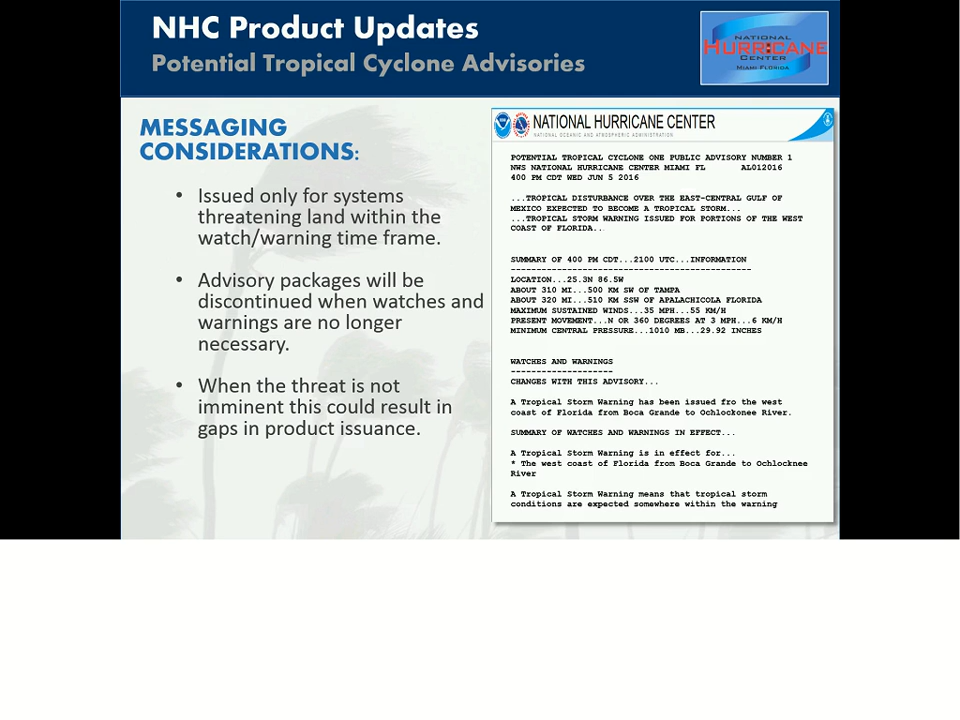 NHC Product Updates
Potential Tropical Cyclone Advisories
NATIONAL
HURRICANE
CENTER
MIAMI FLORIDA
MESSAGING
CONSIDERATIONS:
• Issued only for systems
threatening land within the
watch/warning time frame.
• Advisory packages will be
discontinued when watches and
warnings are no longer
necessary.
• When the threat is not
imminent this could result in
gaps in product issuance.
NATIONAL HURRICANE CENTER
NATIONAL OCEANIC AND ATMOSPHERIC ADMINISTRATION
POTENTIAL TROPICAL CYCLONE ONE PUBLIC ADVISORY NUMBER 1
NWS NATIONAL HURRICANE CENTER MIAMI FL AL012016
400 PM CDT WED JUN 5 2016
...TROPICAL DISTURBANCE OVER THE EAST-CENTRAL GULF OF
MEXICO EXPECTED TO BECOME A TROPICAL STORM...
...TROPICAL STORM WARNING ISSUED FOR PORTIONS OF THE WEST
COAST OF FLORIDA...
SUMMARY OF 400 PM CDT...2100 UTC...INFORMATION
-----------------------------------------------
LOCATION...25.3N 86.5W
ABOUT 310 MI...500 KM SW OF TAMPA
ABOUT 320 MI...510 KM SSW OF APALACHICOLA FLORIDA
MAXIMUM SUSTAINED WINDS...35 MPH...55 KM/H
PRESENT MOVEMENT...N OR 360 DEGREES AT 3 MPH...6 KM/H
MINIMUM CENTRAL PRESSURE...1010 MB...29.92 INCHES
WATCHES AND WARNINGS
--------------------
CHANGES WITH THIS ADVISORY...
A Tropical Storm Warning has been issued fro the west
coast of Florida from Boca Grande to Ochlockonee River.
SUMMARY OF WATCHES AND WARNINGS IN EFFECT...
A Tropical Storm Warning is in effect for...
* The west coast of Florida from Boca Grande to Ochlocknee
River
A Tropical Storm Warning means that tropical storm
conditions are expected somewhere within the warning